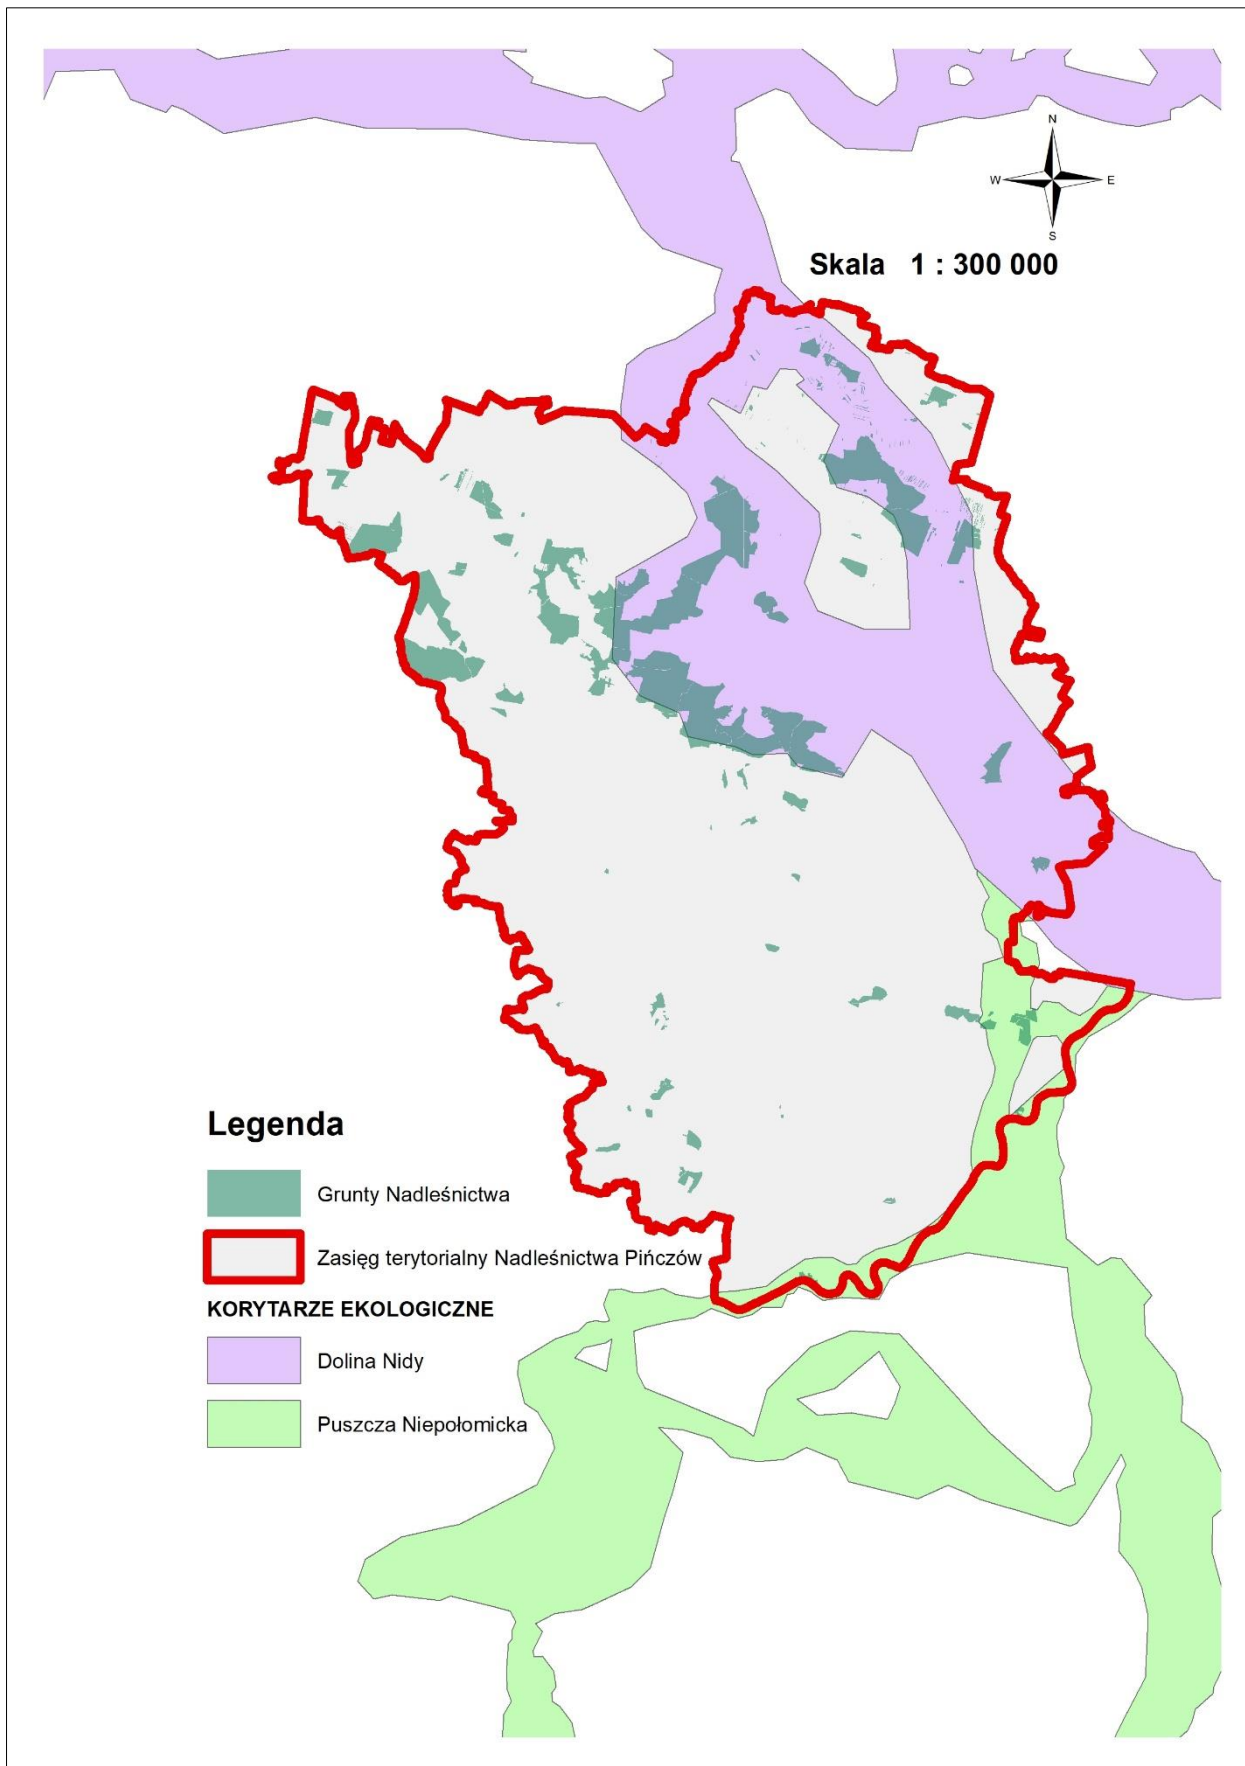 N
W E
S
Skala 1 : 300 000
Legenda
Grunty Nadleśnictwa
Zasięg terytorialny Nadleśnictwa Pińczów
KORYTARZE EKOLOGICZNE
Dolina Nidy
Puszcza Niepołomicka